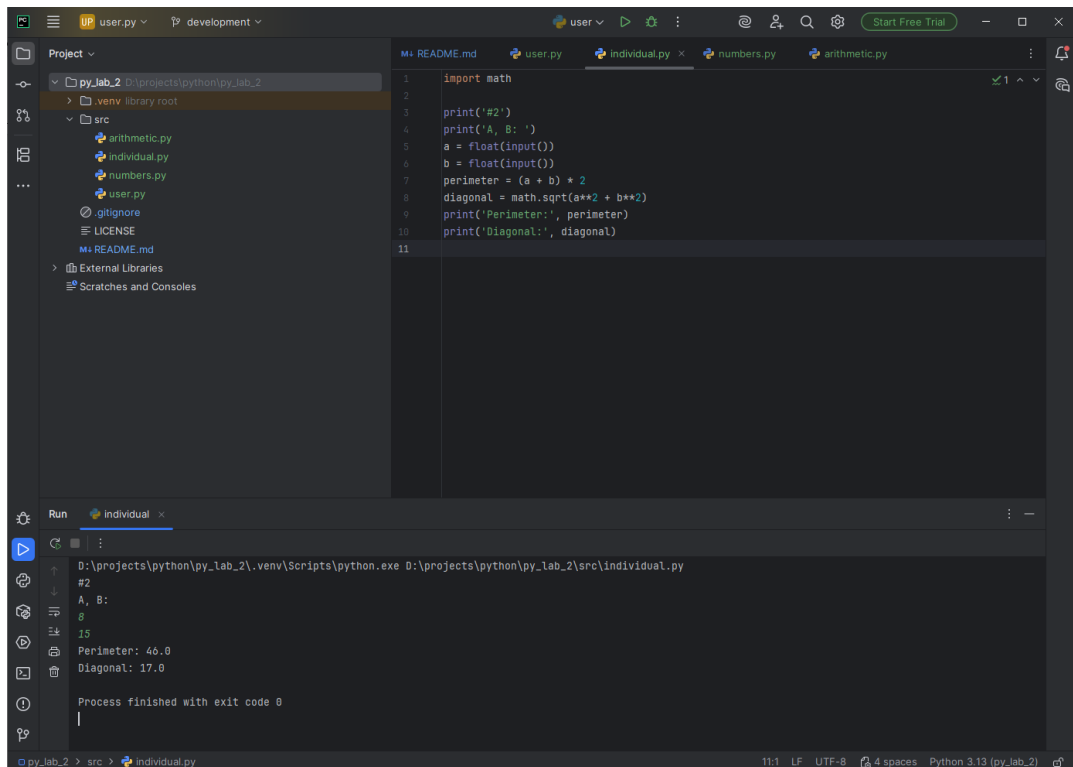 PC UP user.py development user Start Free Trial
Project
py_lab_2 D:\projects\python\py_lab_2
.venv library root
src
arithmetic.py
individual.py
numbers.py
user.py
.gitignore
LICENSE
M↓ README.md
External Libraries
Scratches and Consoles
M↓ README.md user.py individual.py numbers.py arithmetic.py
1 import math 1
2
3 print('#2')
4 print('A, B: ')
5 a = float(input())
6 b = float(input())
7 perimeter = (a + b) * 2
8 diagonal = math.sqrt(a**2 + b**2)
9 print('Perimeter:', perimeter)
10 print('Diagonal:', diagonal)
11
Run individual
D:\projects\python\py_lab_2\.venv\Scripts\python.exe D:\projects\python\py_lab_2\src\individual.py
#2
A, B:
8
15
Perimeter: 46.0
Diagonal: 17.0
Process finished with exit code 0
py_lab_2 > src > individual.py 11:1 LF UTF-8 4 spaces Python 3.13 (py_lab_2)